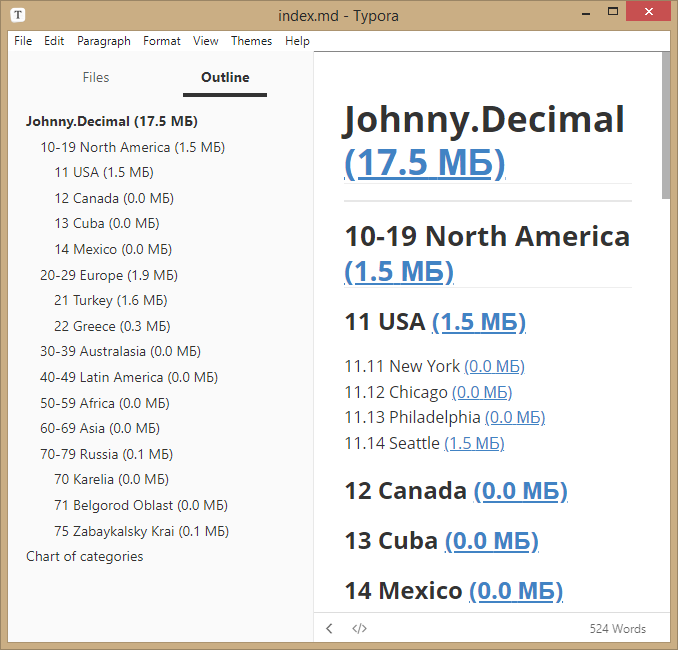 T
index.md - Typora
File Edit Paragraph Format View Themes Help
Files Outline
Johnny.Decimal (17.5 МБ)
10-19 North America (1.5 МБ)
11 USA (1.5 МБ)
12 Canada (0.0 МБ)
13 Cuba (0.0 МБ)
14 Mexico (0.0 МБ)
20-29 Europe (1.9 МБ)
21 Turkey (1.6 МБ)
22 Greece (0.3 МБ)
30-39 Australasia (0.0 МБ)
40-49 Latin America (0.0 МБ)
50-59 Africa (0.0 МБ)
60-69 Asia (0.0 МБ)
70-79 Russia (0.1 МБ)
70 Karelia (0.0 МБ)
71 Belgorod Oblast (0.0 МБ)
75 Zabaykalsky Krai (0.1 МБ)
Chart of categories
Johnny.Decimal
(17.5 МБ)
10-19 North America
(1.5 МБ)
11 USA (1.5 МБ)
11.11 New York (0.0 МБ)
11.12 Chicago (0.0 МБ)
11.13 Philadelphia (0.0 МБ)
11.14 Seattle (1.5 МБ)
12 Canada (0.0 МБ)
13 Cuba (0.0 МБ)
14 Mexico (0.0 МБ)
524 Words